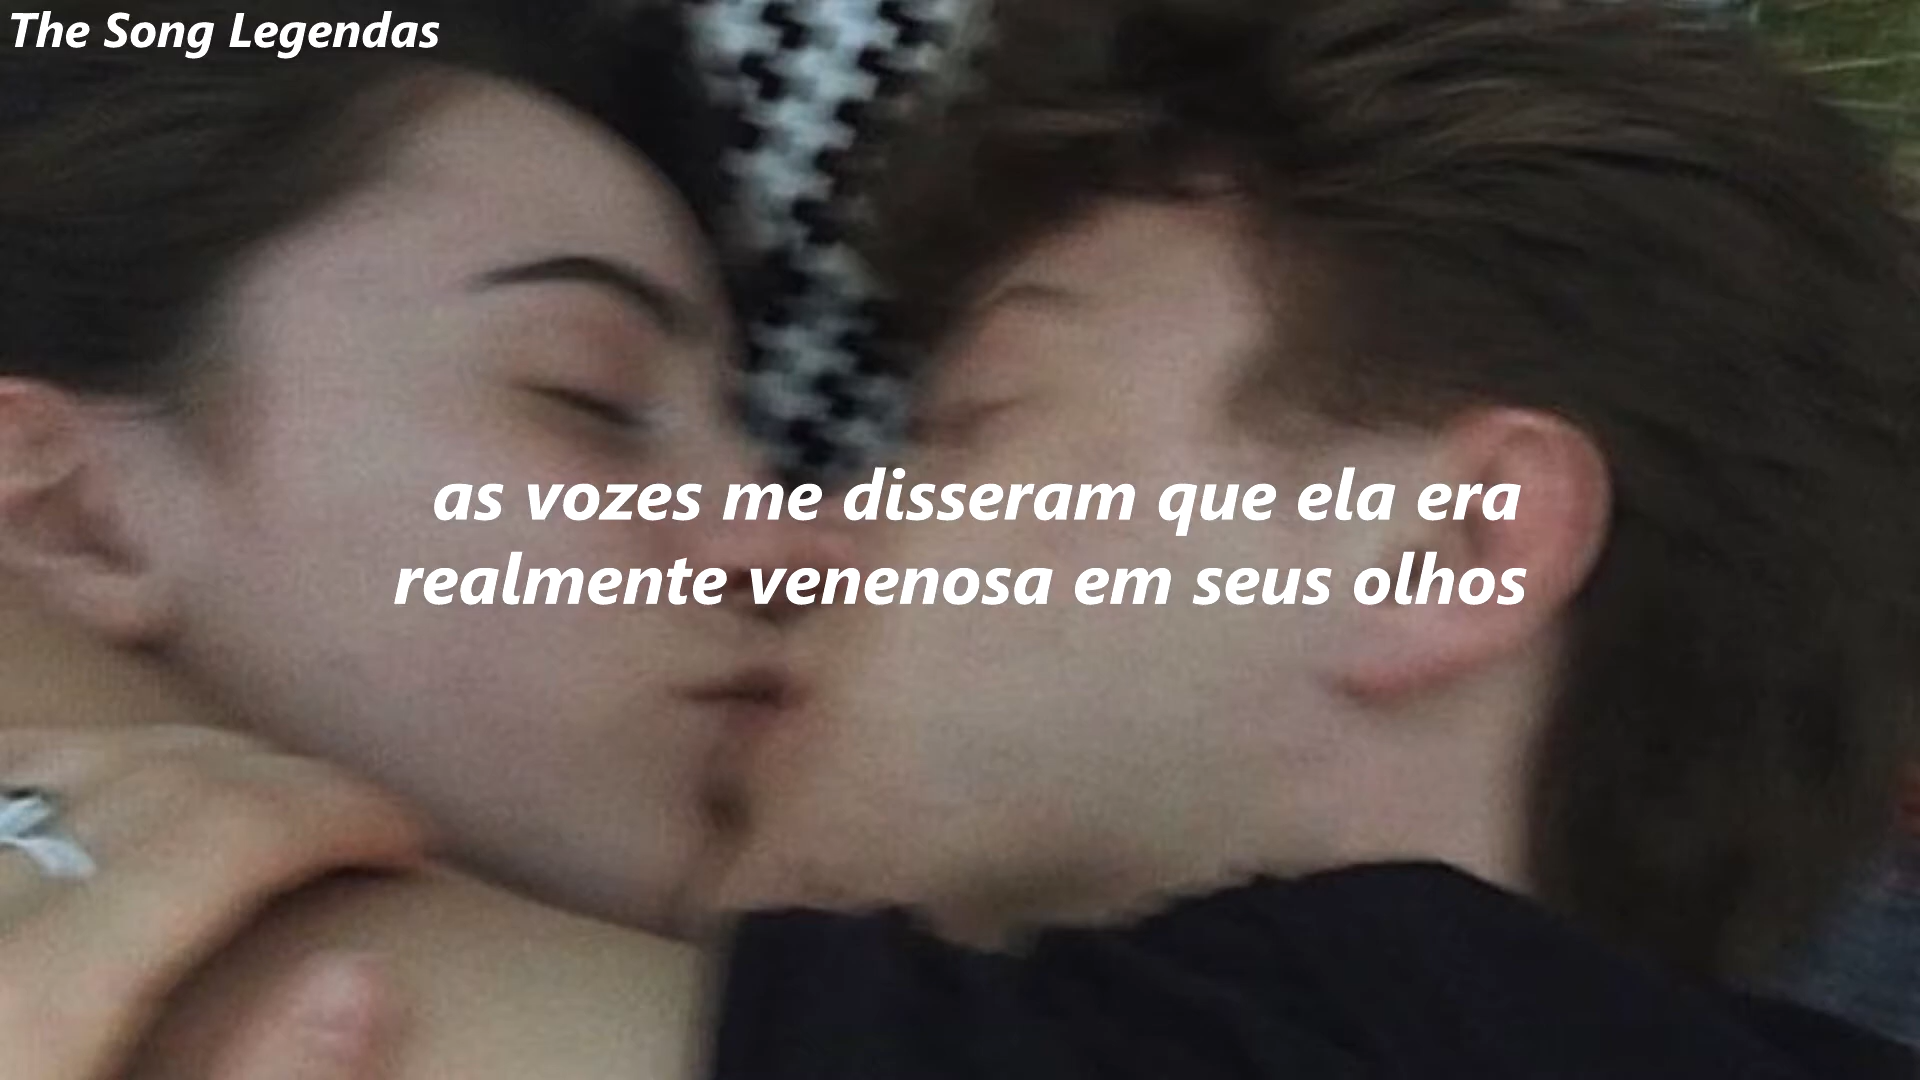 The Song Legendas
as vozes me disseram que ela era
realmente venenosa em seus olhos